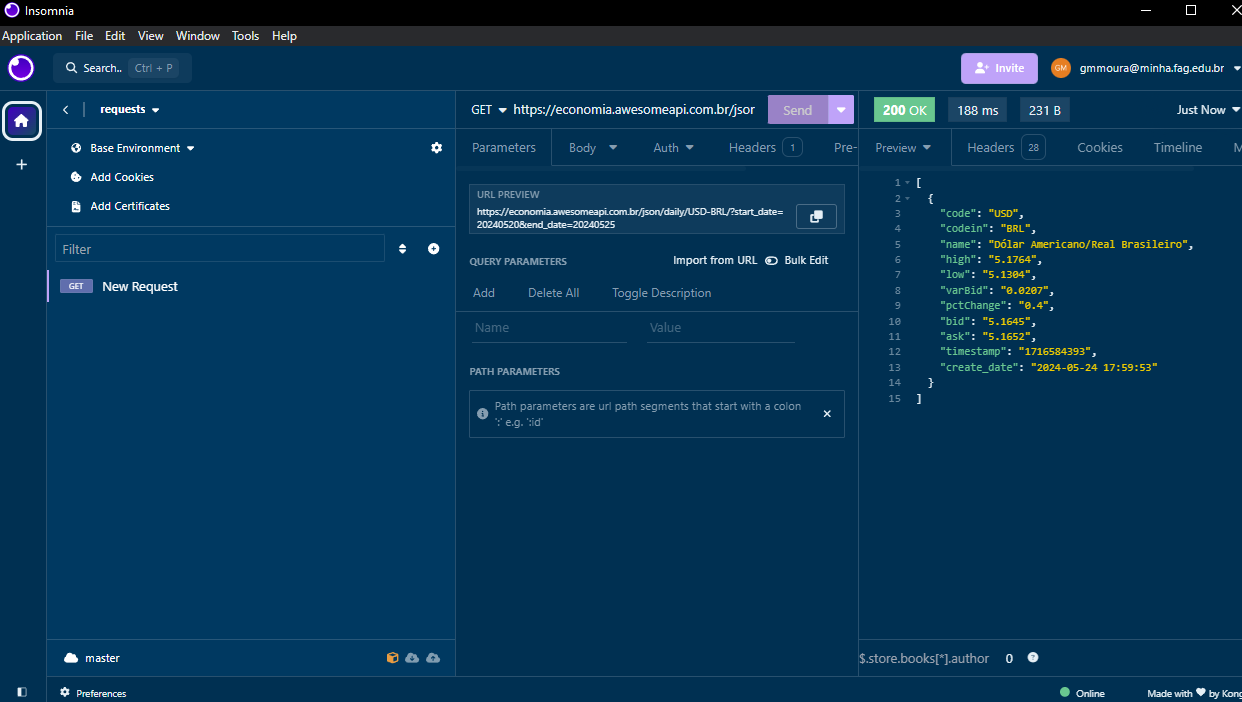 Insomnia
Application File Edit View Window Tools Help
Search.. Ctrl + P
Invite
GM
gmmoura@minha.fag.edu.br
requests
Base Environment
Add Cookies
Add Certificates
Filter
GET New Request
master
Preferences
GET https://economia.awesomeapi.com.br/jsor
Send
Parameters Body Auth Headers 1 Pre-
URL PREVIEW
https://economia.awesomeapi.com.br/json/daily/USD-BRL/?start_date=
20240520&end_date=20240525
QUERY PARAMETERS
Import from URL Bulk Edit
Add Delete All Toggle Description
Name Value
PATH PARAMETERS
Path parameters are url path segments that start with a colon
':' e.g. ':id'
200 OK 188 ms 231 B Just Now
Preview Headers 28 Cookies Timeline M
1 [
2 {
3 "code": "USD",
4 "codein": "BRL",
5 "name": "Dólar Americano/Real Brasileiro",
6 "high": "5.1764",
7 "low": "5.1304",
8 "varBid": "0.0207",
9 "pctChange": "0.4",
10 "bid": "5.1645",
11 "ask": "5.1652",
12 "timestamp": "1716584393",
13 "create_date": "2024-05-24 17:59:53"
14 }
15 ]
$.store.books[*].author 0
Online
Made with ♥ by Kong